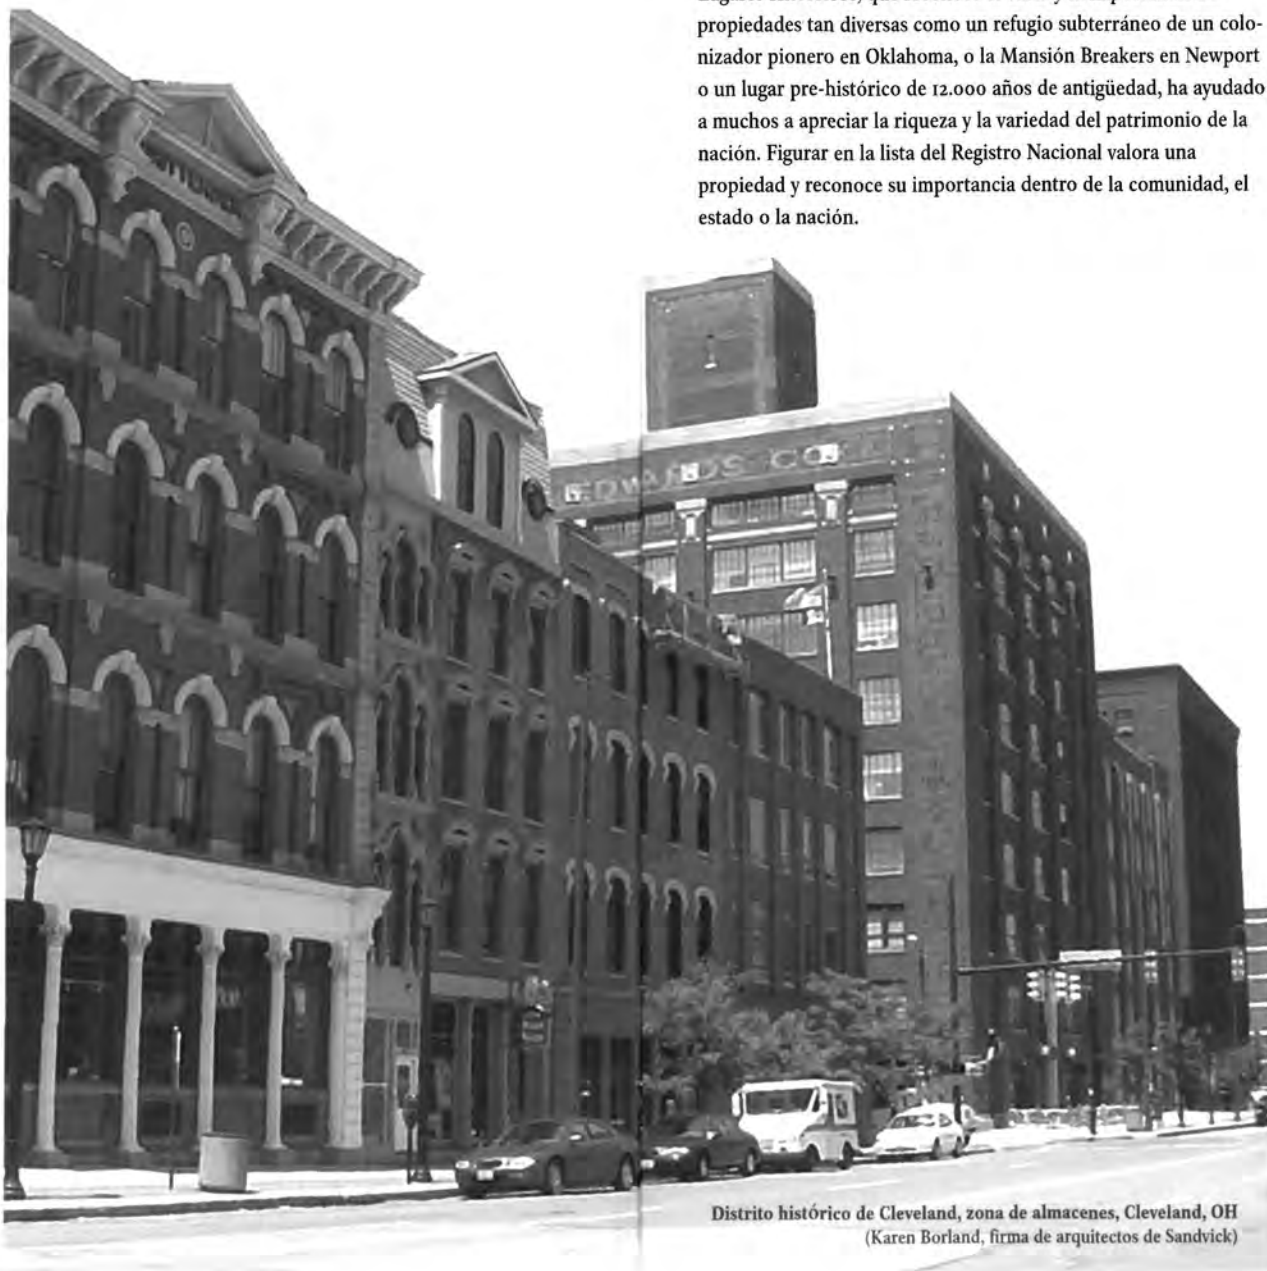 propiedades tan diversas como un refugio subterráneo de un colo-
nizador pionero en Oklahoma, o la Mansión Breakers en Newport
o un lugar pre-histórico de 12.000 años de antigüedad, ha ayudado
a muchos a apreciar la riqueza y la variedad del patrimonio de la
nación. Figurar en la lista del Registro Nacional valora una
propiedad y reconoce su importancia dentro de la comunidad, el
estado o la nación.
EDWARDS CO
Distrito histórico de Cleveland, zona de almacenes, Cleveland, OH
(Karen Borland, firma de arquitectos de Sandvick)